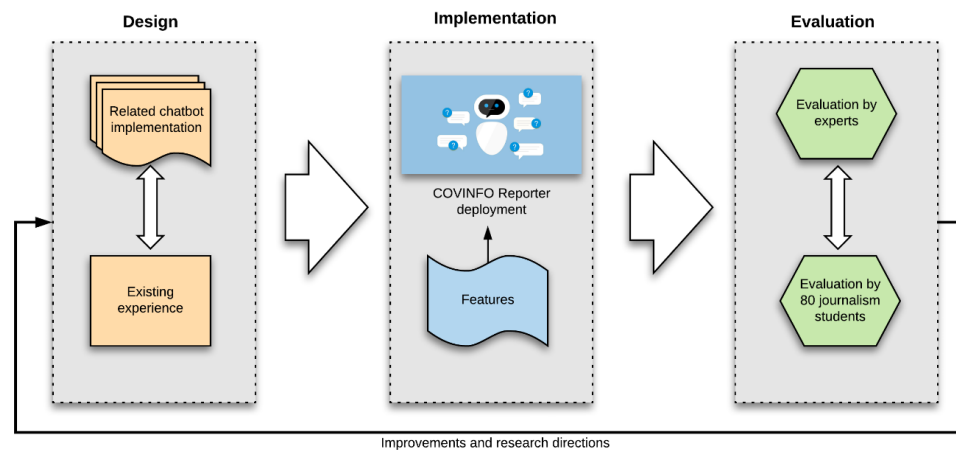 Design
Implementation
Evaluation
Related chatbot
implementation
Existing
experience
?
?
?
?
?
?
COVINFO Reporter
deployment
Features
Evaluation by
experts
Evaluation by
80 journalism
students
Improvements and research directions